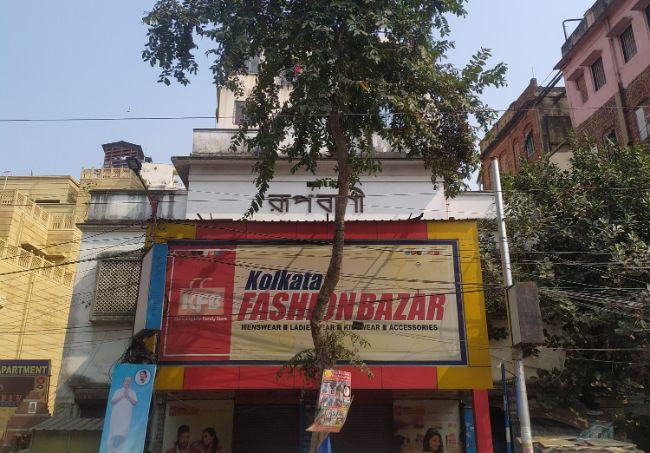 রূপবাণী
KFB
Kolkata
FASHION BAZAR
MENSWEAR LADIESWEAR KIDSWEAR ACCESSORIES
APARTMENT